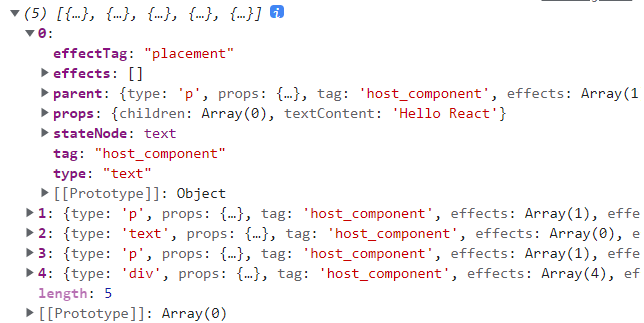 (5) [{…}, {…}, {…}, {…}, {…}] i
0:
effectTag: "placement"
effects: []
parent: {type: 'p', props: {…}, tag: 'host_component', effects: Array(1
props: {children: Array(0), textContent: 'Hello React'}
stateNode: text
tag: "host_component"
type: "text"
[[Prototype]]: Object
1: {type: 'p', props: {…}, tag: 'host_component', effects: Array(1), effe
2: {type: 'text', props: {…}, tag: 'host_component', effects: Array(0), e
3: {type: 'p', props: {…}, tag: 'host_component', effects: Array(1), effe
4: {type: 'div', props: {…}, tag: 'host_component', effects: Array(4), ef
length: 5
[[Prototype]]: Array(0)